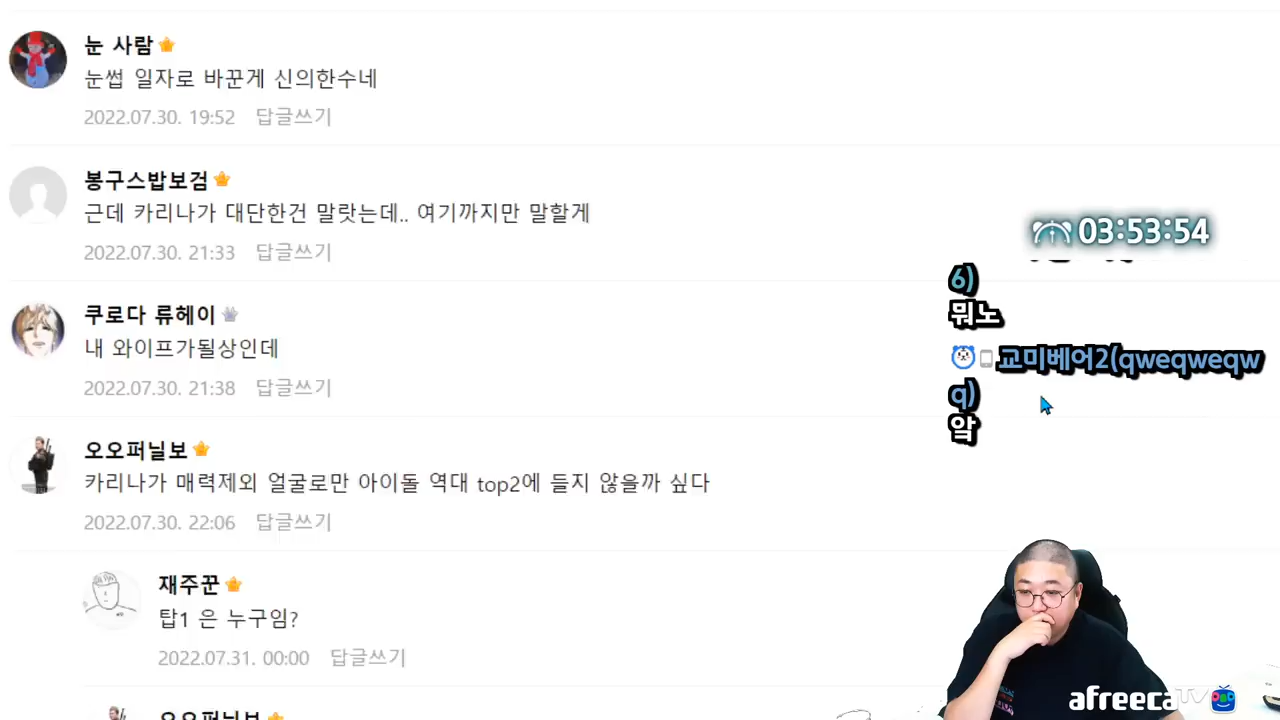 눈 사람
눈썹 일자로 바꾼게 신의한수네
2022.07.30. 19:52 답글쓰기
봉구스밥보검
근데 카리나가 대단한건 말랏는데.. 여기까지만 말할게
2022.07.30. 21:33 답글쓰기
쿠로다 류헤이
내 와이프가될상인데
2022.07.30. 21:38 답글쓰기
오오퍼닐보
카리나가 매력제외 얼굴로만 아이돌 역대 top2에 들지 않을까 싶다
2022.07.30. 22:06 답글쓰기
재주꾼
탑1 은 누구임?
2022.07.31. 00:00 답글쓰기
오오퍼닐보
03:53:54
6)
뭐노
교미베어2(qweqweqw
q)
앜
afreecaTV